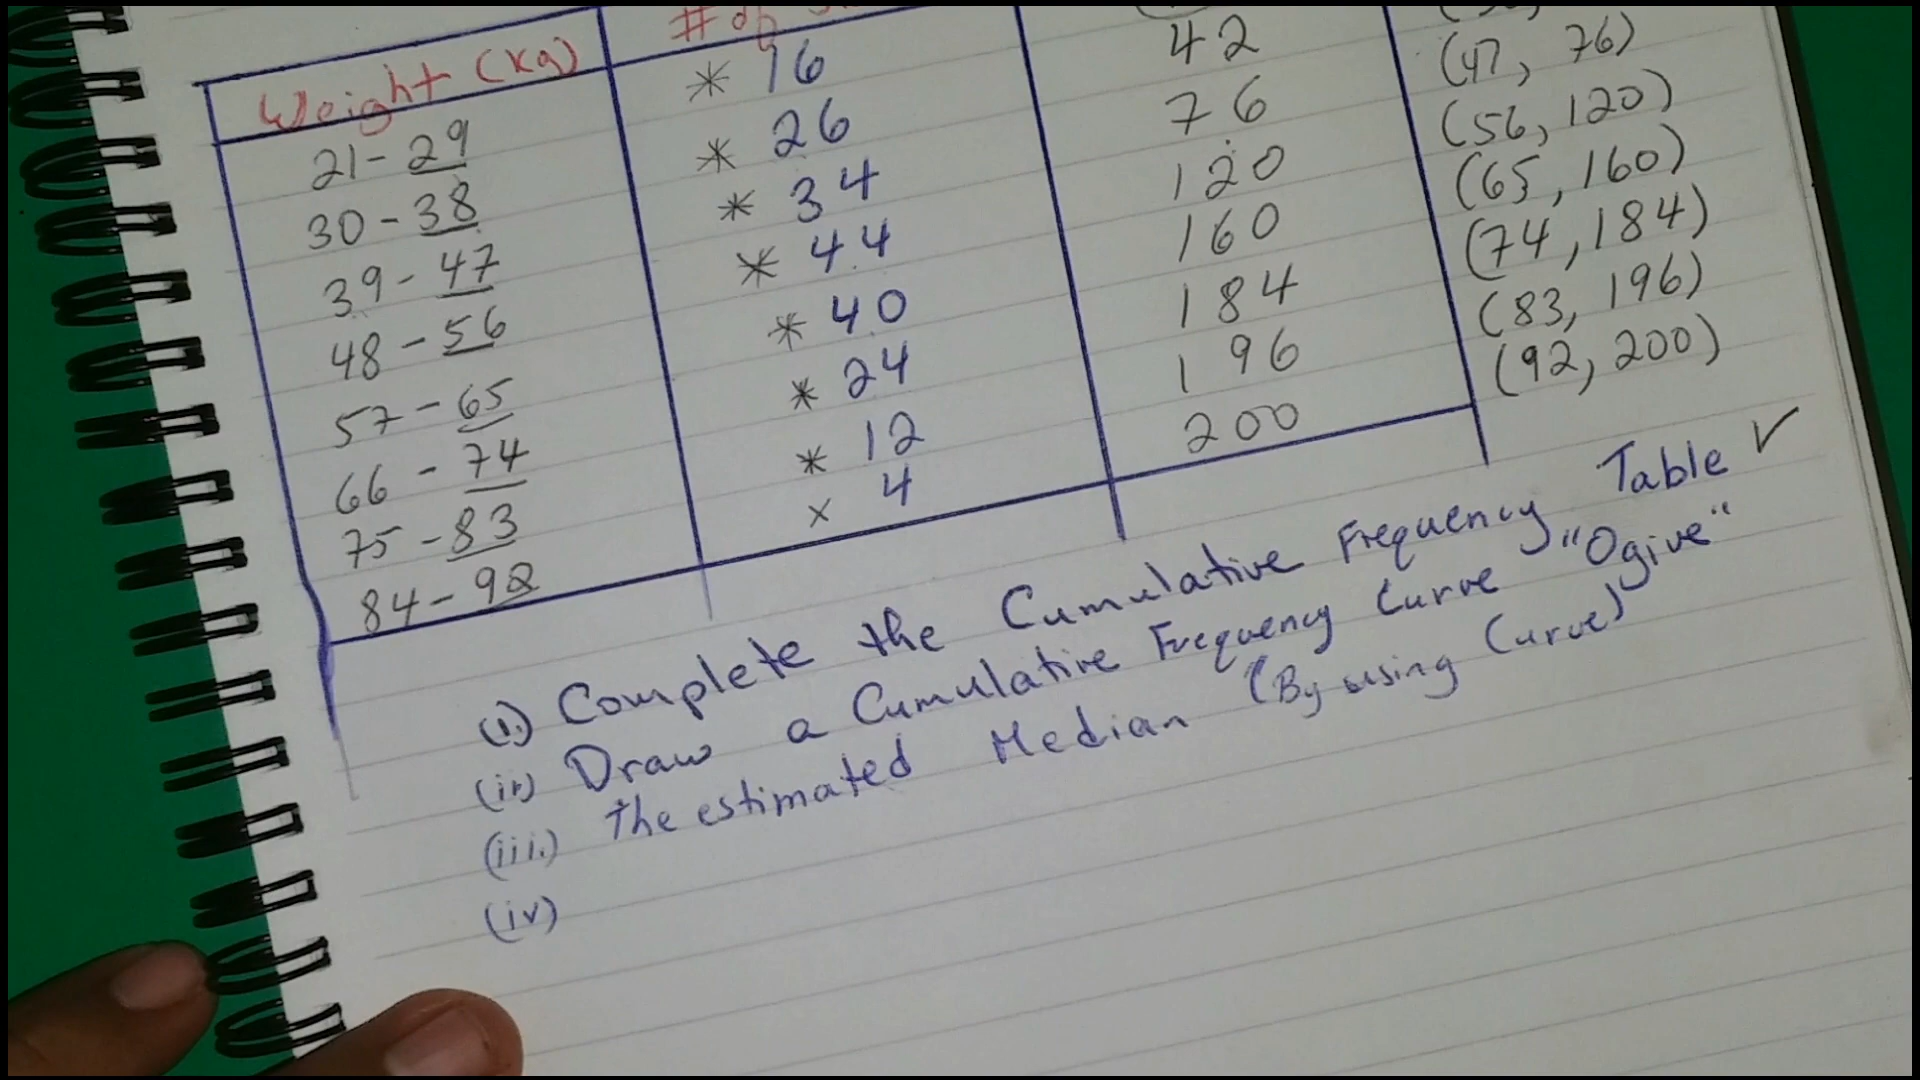 Weight (Kg) # of
21 - 29 * 16 42 (47, 76)
30 - 38 * 26 76 (56, 120)
39 - 47 * 34 120 (65, 160)
48 - 56 * 44 160 (74, 184)
57 - 65 * 40 184 (83, 196)
66 - 74 * 24 196 (92, 200)
75 - 83 * 12 200
84 - 92 × 4
(i.) Complete the Cumulative Frequency Table ✓
(ii) Draw a Cumulative Frequency Curve "Ogive"
(iii.) The estimated Median (By using Curve)
(iv)